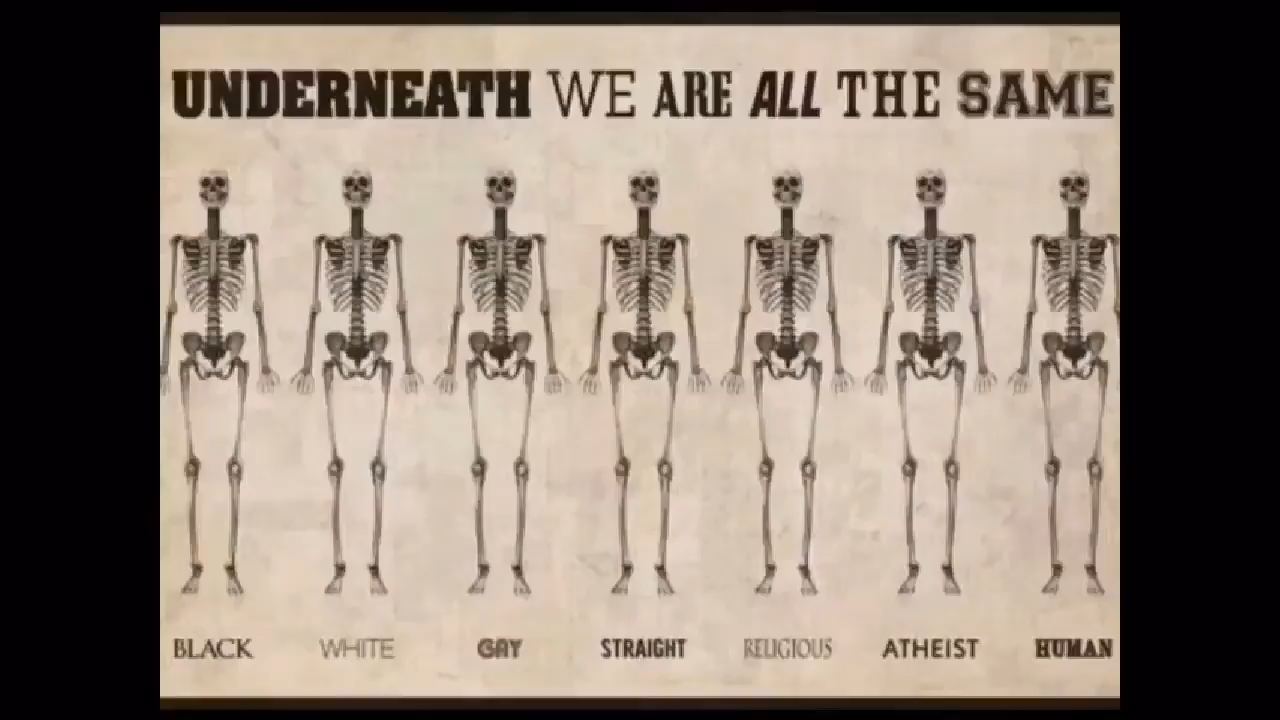 UNDERNEATH WE ARE ALL THE SAME
BLACK WHITE GAY STRAIGHT RELIGIOUS ATHEIST HUMAN